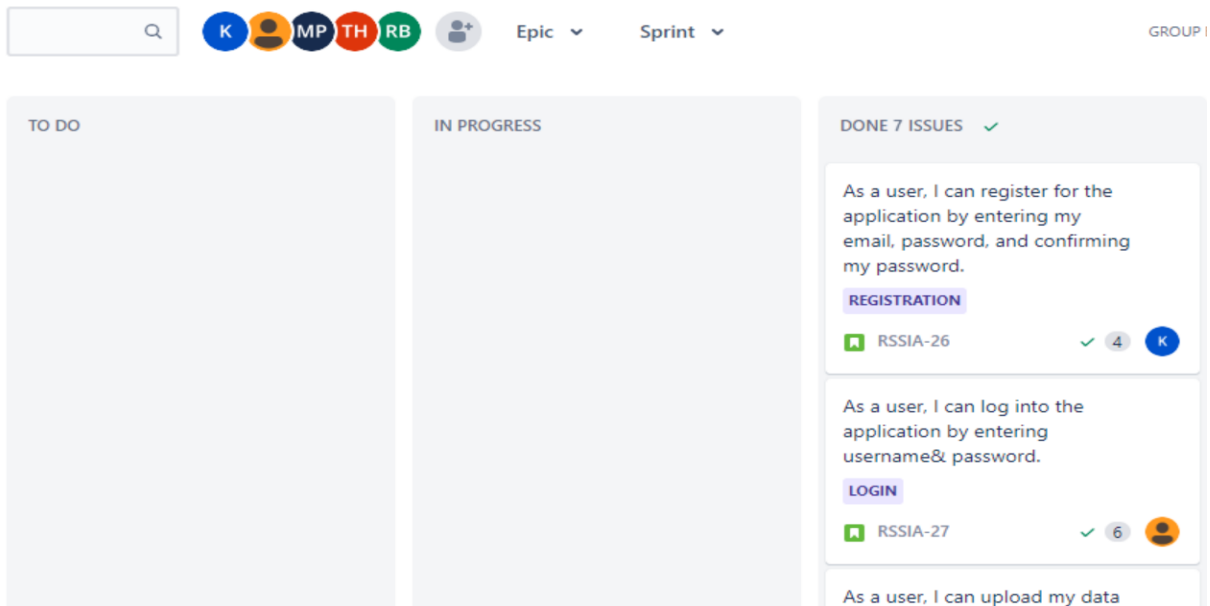 K MP TH RB Epic Sprint GROUP
TO DO
IN PROGRESS
DONE 7 ISSUES
As a user, I can register for the
application by entering my
email, password, and confirming
my password.
REGISTRATION
RSSIA-26 4 K
As a user, I can log into the
application by entering
username& password.
LOGIN
RSSIA-27 6
As a user, I can upload my data